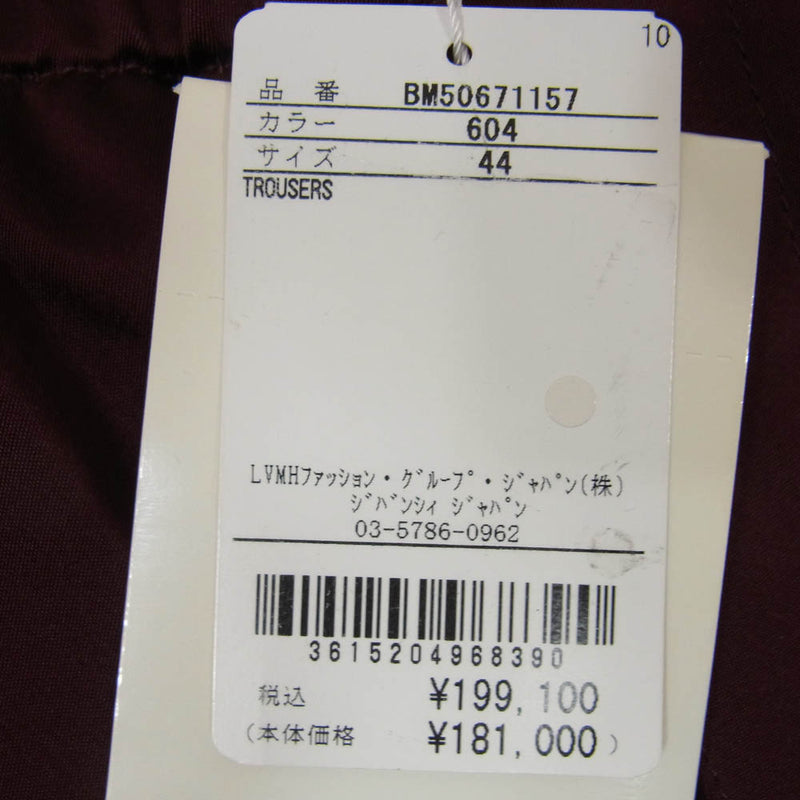 10
品番 BM50671157
カラー 604
サイズ 44
TROUSERS
LVMHファッション・グループ・ジャパン(株)
ジバンシィ ジャパン
03-5786-0962
3615204968390
税込 ¥199,100
(本体価格 ¥181,000)